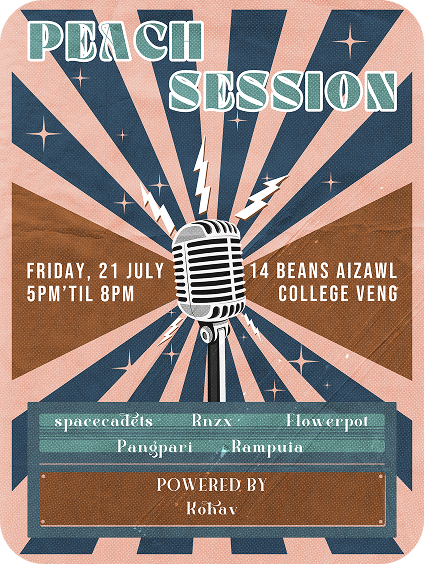 PEACH
SESSION
FRIDAY, 21 JULY
5PM'TIL 8PM
14 BEANS AIZAWL
COLLEGE VENG
spacecadets Rnzx Flowerpot
Pangpari Rampuia
POWERED BY
Kohav